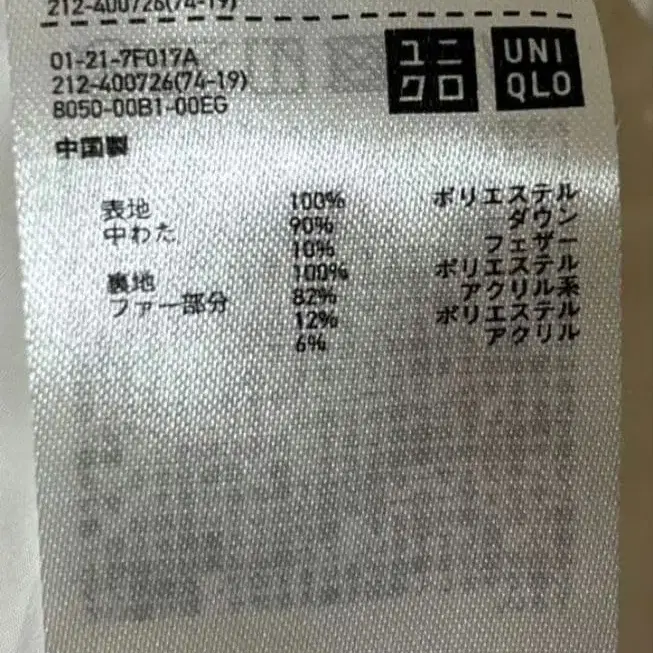 212-400726(74-19)
01-21-7F017A
212-400726(74-19)
8050-00B1-00EG
ユニクロ
UNIQLO
中国製
表地 100% ポリエステル
中わた 90% ダウン
10% フェザー
裏地 100% ポリエステル
ファー部分 82% アクリル系
12% ポリエステル
6% アクリル